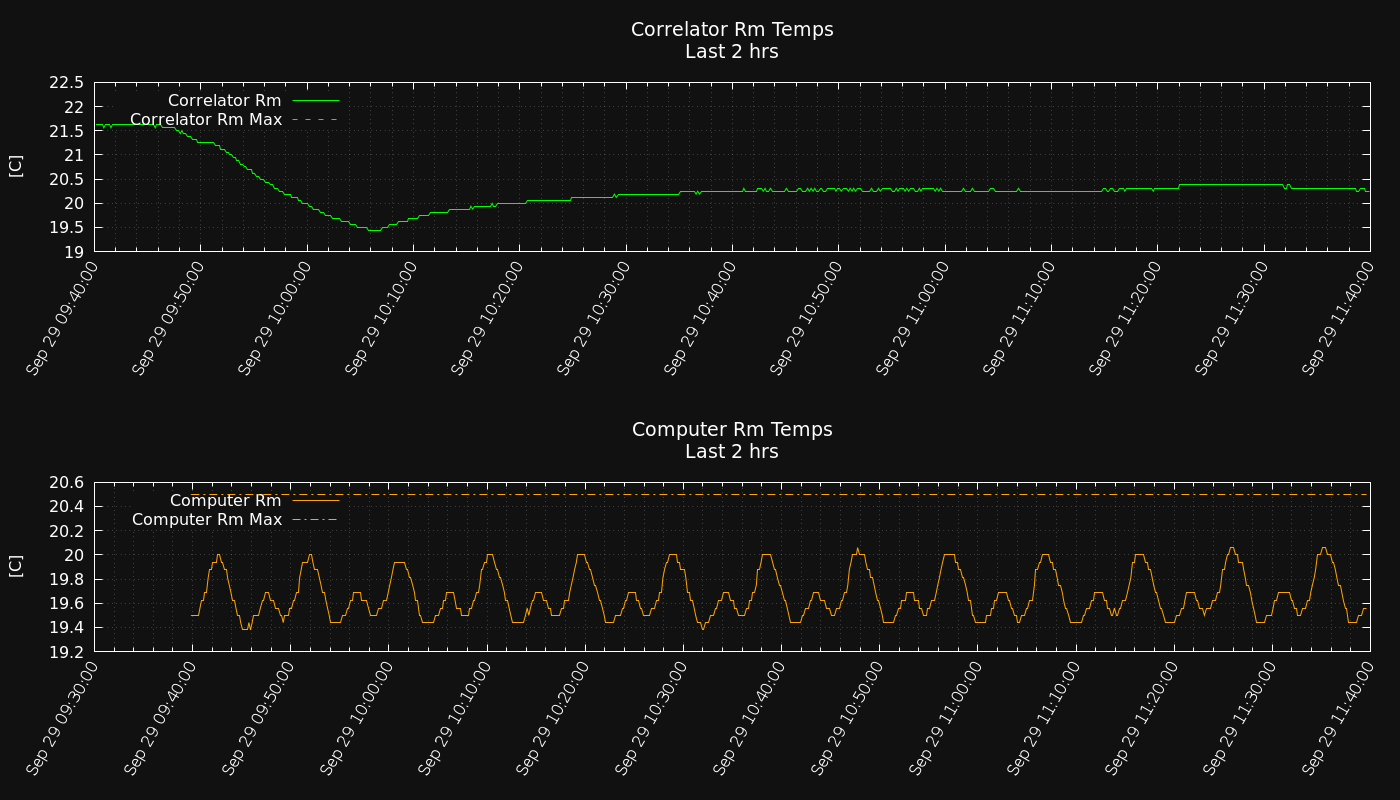 Correlator Rm Temps
Last 2 hrs
22.5
22
21.5
21
20.5
20
19.5
19
[C]
Correlator Rm
Correlator Rm Max
Sep 29 09:40:00
Sep 29 09:50:00
Sep 29 10:00:00
Sep 29 10:10:00
Sep 29 10:20:00
Sep 29 10:30:00
Sep 29 10:40:00
Sep 29 10:50:00
Sep 29 11:00:00
Sep 29 11:10:00
Sep 29 11:20:00
Sep 29 11:30:00
Sep 29 11:40:00
Computer Rm Temps
Last 2 hrs
20.6
20.4
20.2
20
19.8
19.6
19.4
19.2
[C]
Computer Rm
Computer Rm Max
Sep 29 09:30:00
Sep 29 09:40:00
Sep 29 09:50:00
Sep 29 10:00:00
Sep 29 10:10:00
Sep 29 10:20:00
Sep 29 10:30:00
Sep 29 10:40:00
Sep 29 10:50:00
Sep 29 11:00:00
Sep 29 11:10:00
Sep 29 11:20:00
Sep 29 11:30:00
Sep 29 11:40:00